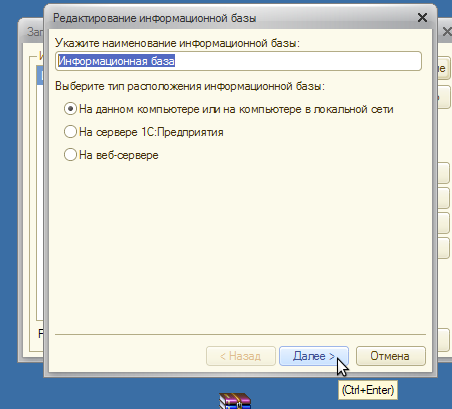 Редактирование информационной базы
Укажите наименование информационной базы:
Информационная база
Выберите тип расположения информационной базы:
На данном компьютере или на компьютере в локальной сети
На сервере 1С:Предприятия
На веб-сервере
< Назад
Далее >
Отмена
(Ctrl+Enter)